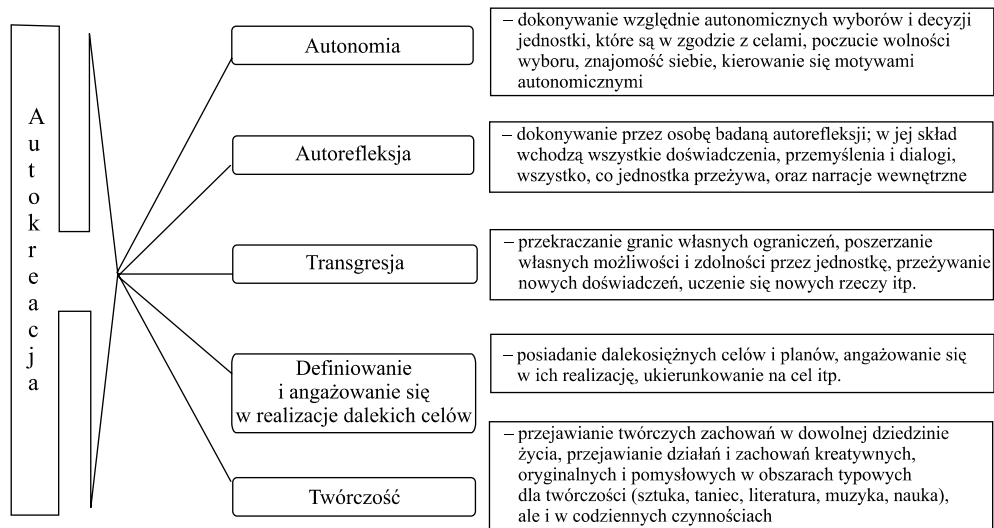 Autokreacja
Autonomia
– dokonywanie względnie autonomicznych wyborów i decyzji
jednostki, które są w zgodzie z celami, poczucie wolności
wyboru, znajomość siebie, kierowanie się motywami
autonomicznymi
Autorefleksja
– dokonywanie przez osobę badaną autorefleksji; w jej skład
wchodzą wszystkie doświadczenia, przemyślenia i dialogi,
wszystko, co jednostka przeżywa, oraz narracje wewnętrzne
Transgresja
– przekraczanie granic własnych ograniczeń, poszerzanie
własnych możliwości i zdolności przez jednostkę, przeżywanie
nowych doświadczeń, uczenie się nowych rzeczy itp.
Definiowanie
i angażowanie się
w realizacje dalekich celów
– posiadanie dalekosiężnych celów i planów, angażowanie się
w ich realizację, ukierunkowanie na cel itp.
Twórczość
– przejawianie twórczych zachowań w dowolnej dziedzinie
życia, przejawianie działań i zachowań kreatywnych,
oryginalnych i pomysłowych w obszarach typowych
dla twórczości (sztuka, taniec, literatura, muzyka, nauka),
ale i w codziennych czynnościach